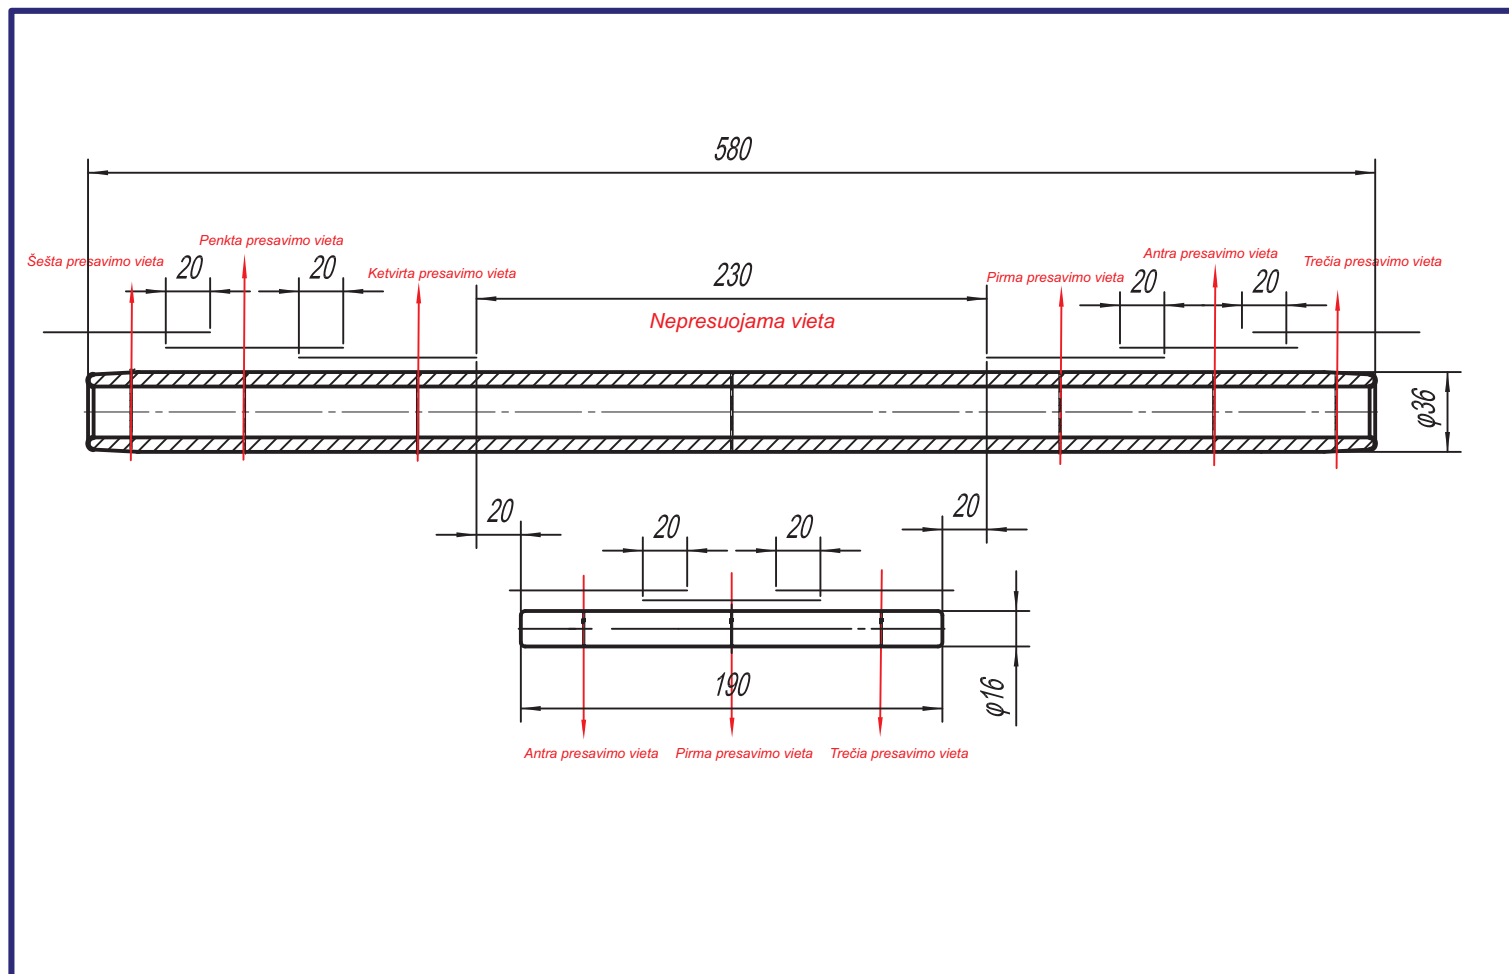 580
Penkta presavimo vieta
Antra presavimo vieta
Šešta presavimo vieta
20
20
Ketvirta presavimo vieta
230
Pirma presavimo vieta
20
20
Trečia presavimo vieta
Nepresuojama vieta
φ36
20
20
20
20
190
φ16
Antra presavimo vieta
Pirma presavimo vieta
Trečia presavimo vieta